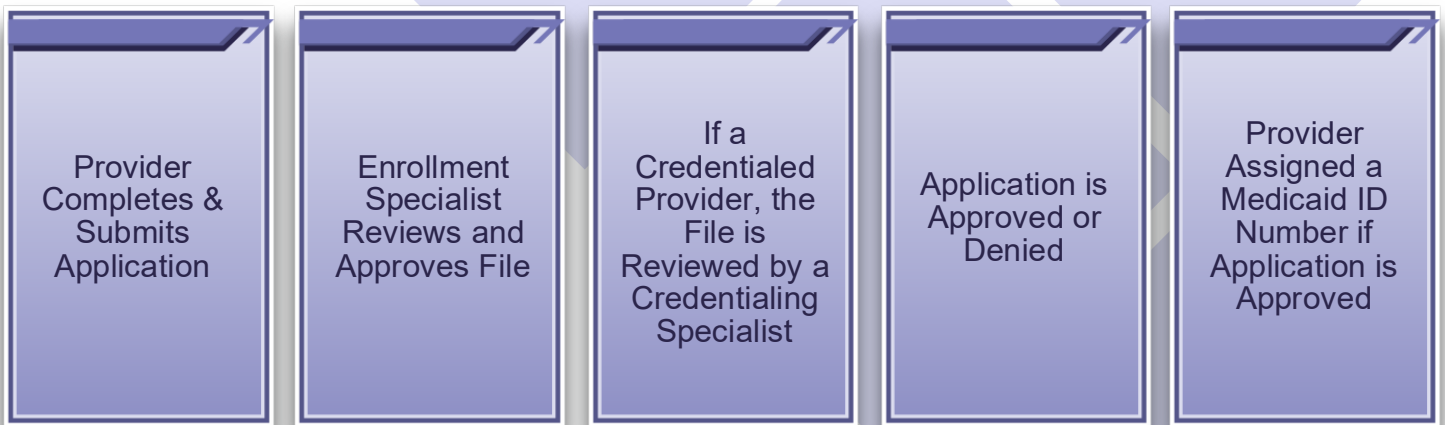 Provider
Completes &
Submits
Application
Enrollment
Specialist
Reviews and
Approves File
If a
Credentialed
Provider, the
File is
Reviewed by a
Credentialing
Specialist
Application is
Approved or
Denied
Provider
Assigned a
Medicaid ID
Number if
Application is
Approved